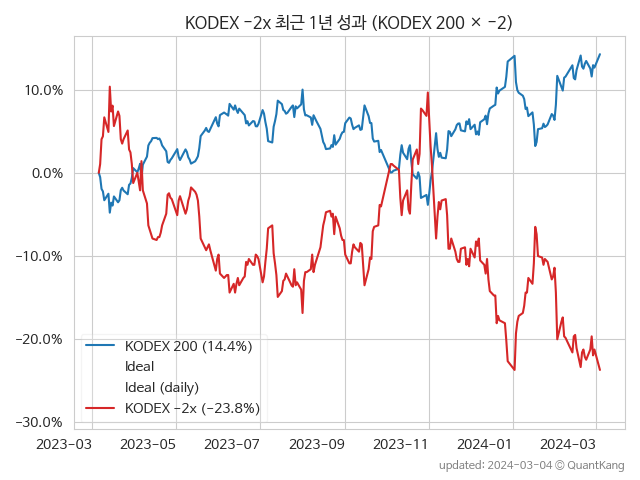 KODEX -2x 최근 1년 성과 (KODEX 200 × -2)
10.0%
0.0%
-10.0%
-20.0%
-30.0%
KODEX 200 (14.4%)
Ideal
Ideal (daily)
KODEX -2x (-23.8%)
2023-03 2023-05 2023-07 2023-09 2023-11 2024-01 2024-03
updated: 2024-03-04 © QuantKang